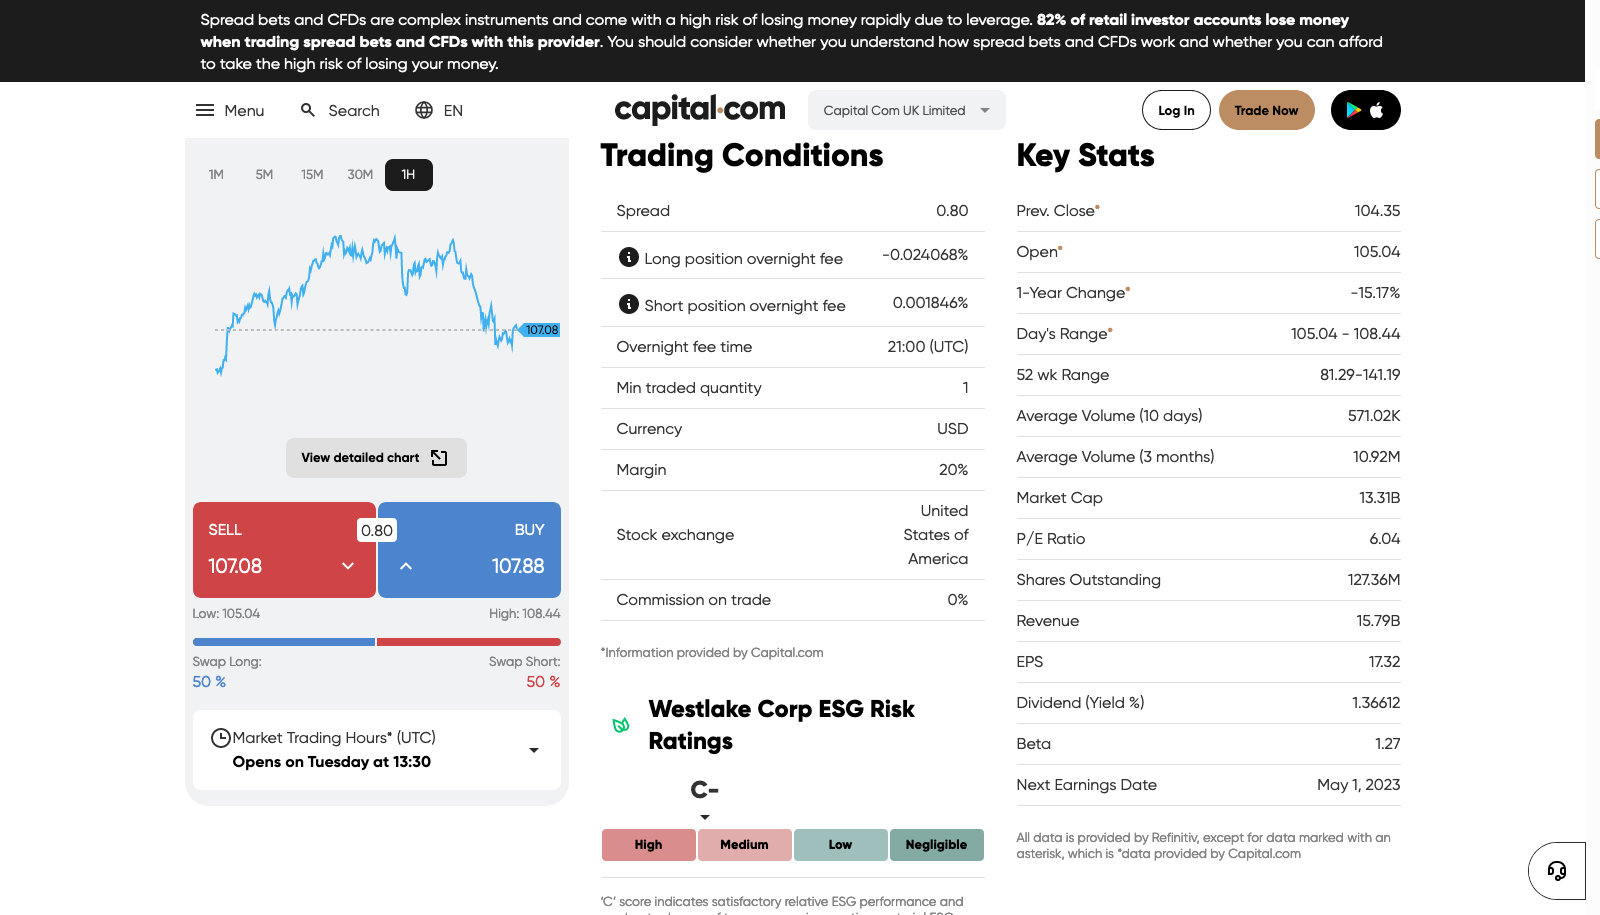 Spread bets and CFDs are complex instruments and come with a high risk of losing money rapidly due to leverage. 82% of retail investor accounts lose money
when trading spread bets and CFDs with this provider. You should consider whether you understand how spread bets and CFDs work and whether you can afford
to take the high risk of losing your money.
Menu
Search
EN
capital.com
Capital Com UK Limited
Log In
Trade Now
1M 5M 15M 30M 1H
107.08
View detailed chart
SELL
0.80
BUY
107.08
107.88
Low: 105.04
High: 108.44
Swap Long:
Swap Short:
50 %
50 %
Market Trading Hours* (UTC)
Opens on Tuesday at 13:30
Trading Conditions
Spread 0.80
Long position overnight fee -0.024068%
Short position overnight fee 0.001846%
Overnight fee time 21:00 (UTC)
Min traded quantity 1
Currency USD
Margin 20%
Stock exchange United
States of
America
Commission on trade 0%
*Information provided by Capital.com
Westlake Corp ESG Risk
Ratings
C-
High Medium Low Negligible
'C' score indicates satisfactory relative ESG performance and
Key Stats
Prev. Close* 104.35
Open* 105.04
1-Year Change* -15.17%
Day's Range* 105.04 - 108.44
52 wk Range 81.29-141.19
Average Volume (10 days) 571.02K
Average Volume (3 months) 10.92M
Market Cap 13.31B
P/E Ratio 6.04
Shares Outstanding 127.36M
Revenue 15.79B
EPS 17.32
Dividend (Yield %) 1.36612
Beta 1.27
Next Earnings Date May 1, 2023
All data is provided by Refinitiv, except for data marked with an
asterisk, which is *data provided by Capital.com